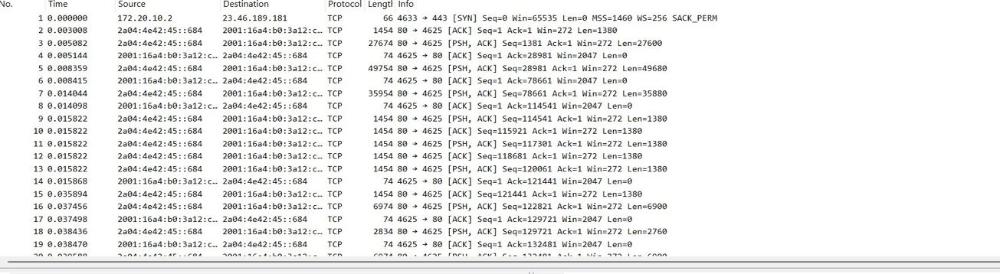 No. Time Source Destination Protocol Lengtl Info
1 0.000000 172.20.10.2 23.46.189.181 TCP 66 4633 → 443 [SYN] Seq=0 Win=65535 Len=0 MSS=1460 WS=256 SACK_PERM
2 0.003008 2a04:4e42:45::684 2001:16a4:b0:3a12:c… TCP 1454 80 → 4625 [ACK] Seq=1 Ack=1 Win=272 Len=1380
3 0.005082 2a04:4e42:45::684 2001:16a4:b0:3a12:c… TCP 27674 80 → 4625 [PSH, ACK] Seq=1381 Ack=1 Win=272 Len=27600
4 0.005144 2001:16a4:b0:3a12:c… 2a04:4e42:45::684 TCP 74 4625 → 80 [ACK] Seq=1 Ack=28981 Win=2047 Len=0
5 0.008359 2a04:4e42:45::684 2001:16a4:b0:3a12:c… TCP 49754 80 → 4625 [PSH, ACK] Seq=28981 Ack=1 Win=272 Len=49680
6 0.008415 2001:16a4:b0:3a12:c… 2a04:4e42:45::684 TCP 74 4625 → 80 [ACK] Seq=1 Ack=78661 Win=2047 Len=0
7 0.014044 2a04:4e42:45::684 2001:16a4:b0:3a12:c… TCP 35954 80 → 4625 [PSH, ACK] Seq=78661 Ack=1 Win=272 Len=35880
8 0.014098 2001:16a4:b0:3a12:c… 2a04:4e42:45::684 TCP 74 4625 → 80 [ACK] Seq=1 Ack=114541 Win=2047 Len=0
9 0.015822 2a04:4e42:45::684 2001:16a4:b0:3a12:c… TCP 1454 80 → 4625 [PSH, ACK] Seq=114541 Ack=1 Win=272 Len=1380
10 0.015822 2a04:4e42:45::684 2001:16a4:b0:3a12:c… TCP 1454 80 → 4625 [ACK] Seq=115921 Ack=1 Win=272 Len=1380
11 0.015822 2a04:4e42:45::684 2001:16a4:b0:3a12:c… TCP 1454 80 → 4625 [PSH, ACK] Seq=117301 Ack=1 Win=272 Len=1380
12 0.015822 2a04:4e42:45::684 2001:16a4:b0:3a12:c… TCP 1454 80 → 4625 [ACK] Seq=118681 Ack=1 Win=272 Len=1380
13 0.015822 2a04:4e42:45::684 2001:16a4:b0:3a12:c… TCP 1454 80 → 4625 [PSH, ACK] Seq=120061 Ack=1 Win=272 Len=1380
14 0.015868 2001:16a4:b0:3a12:c… 2a04:4e42:45::684 TCP 74 4625 → 80 [ACK] Seq=1 Ack=121441 Win=2047 Len=0
15 0.035894 2a04:4e42:45::684 2001:16a4:b0:3a12:c… TCP 1454 80 → 4625 [ACK] Seq=121441 Ack=1 Win=272 Len=1380
16 0.037456 2a04:4e42:45::684 2001:16a4:b0:3a12:c… TCP 6974 80 → 4625 [PSH, ACK] Seq=122821 Ack=1 Win=272 Len=6900
17 0.037498 2001:16a4:b0:3a12:c… 2a04:4e42:45::684 TCP 74 4625 → 80 [ACK] Seq=1 Ack=129721 Win=2047 Len=0
18 0.038436 2a04:4e42:45::684 2001:16a4:b0:3a12:c… TCP 2834 80 → 4625 [PSH, ACK] Seq=129721 Ack=1 Win=272 Len=2760
19 0.038470 2001:16a4:b0:3a12:c… 2a04:4e42:45::684 TCP 74 4625 → 80 [ACK] Seq=1 Ack=132481 Win=2047 Len=0